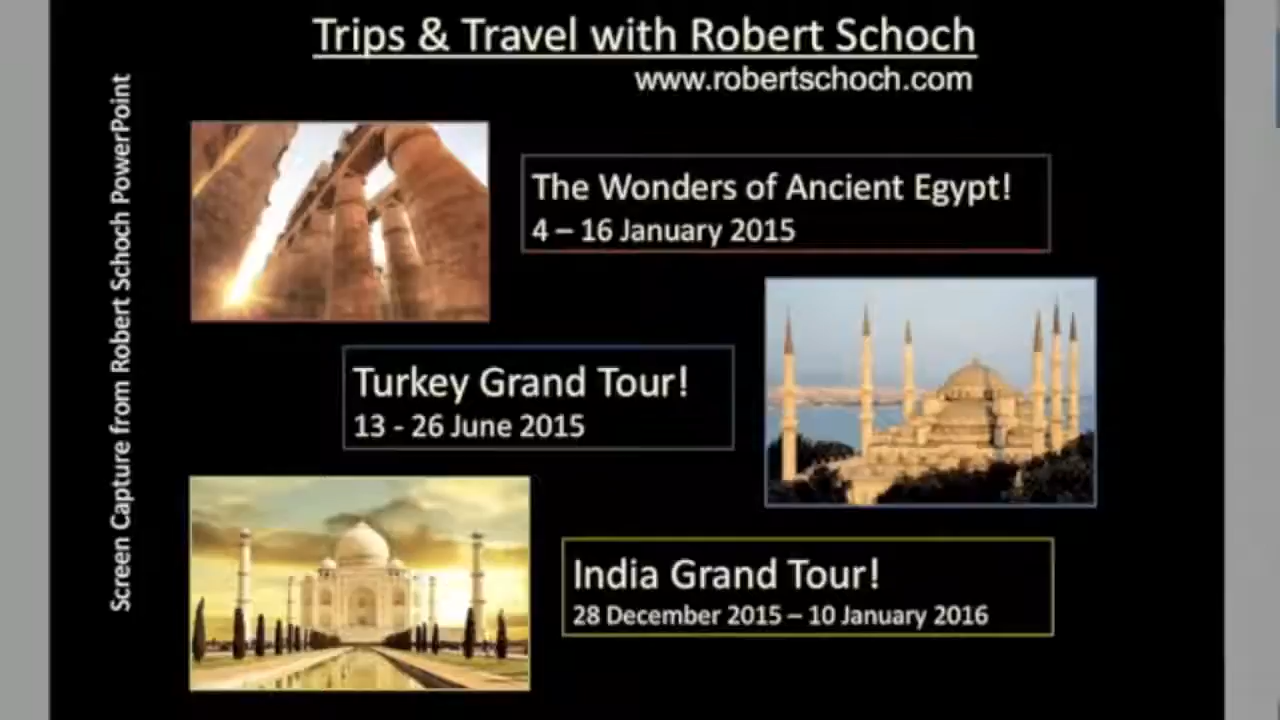 Trips & Travel with Robert Schoch
www.robertschoch.com
Screen Capture from Robert Schoch PowerPoint
The Wonders of Ancient Egypt!
4 – 16 January 2015
Turkey Grand Tour!
13 - 26 June 2015
India Grand Tour!
28 December 2015 – 10 January 2016